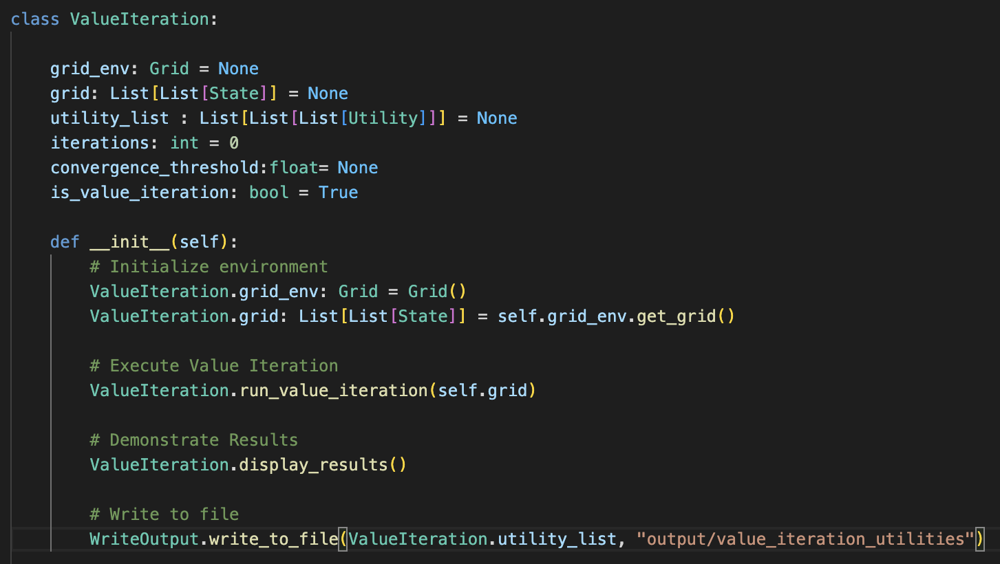 class ValueIteration:
grid_env: Grid = None
grid: List[List[State]] = None
utility_list : List[List[List[Utility]]] = None
iterations: int = 0
convergence_threshold:float= None
is_value_iteration: bool = True
def __init__(self):
# Initialize environment
ValueIteration.grid_env: Grid = Grid()
ValueIteration.grid: List[List[State]] = self.grid_env.get_grid()
# Execute Value Iteration
ValueIteration.run_value_iteration(self.grid)
# Demonstrate Results
ValueIteration.display_results()
# Write to file
WriteOutput.write_to_file(ValueIteration.utility_list, "output/value_iteration_utilities")